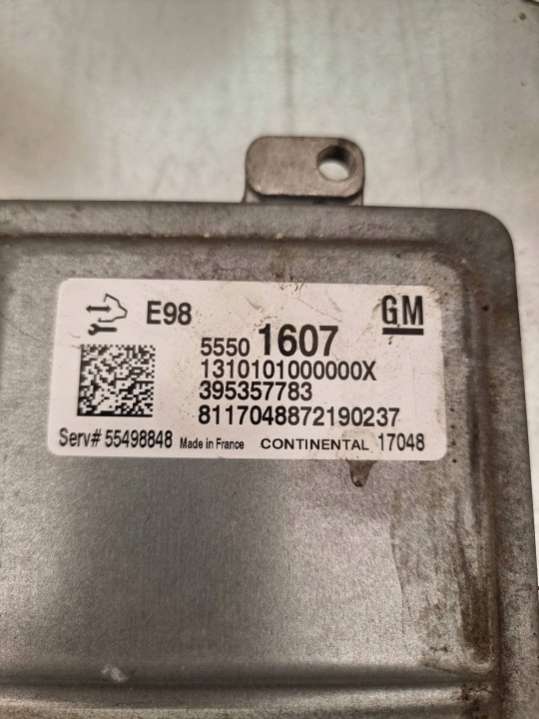 E98
GM
5550 1607
1310101000000X
395357783
8117048872190237
Serv# 55498848 Made in France CONTINENTAL 17048